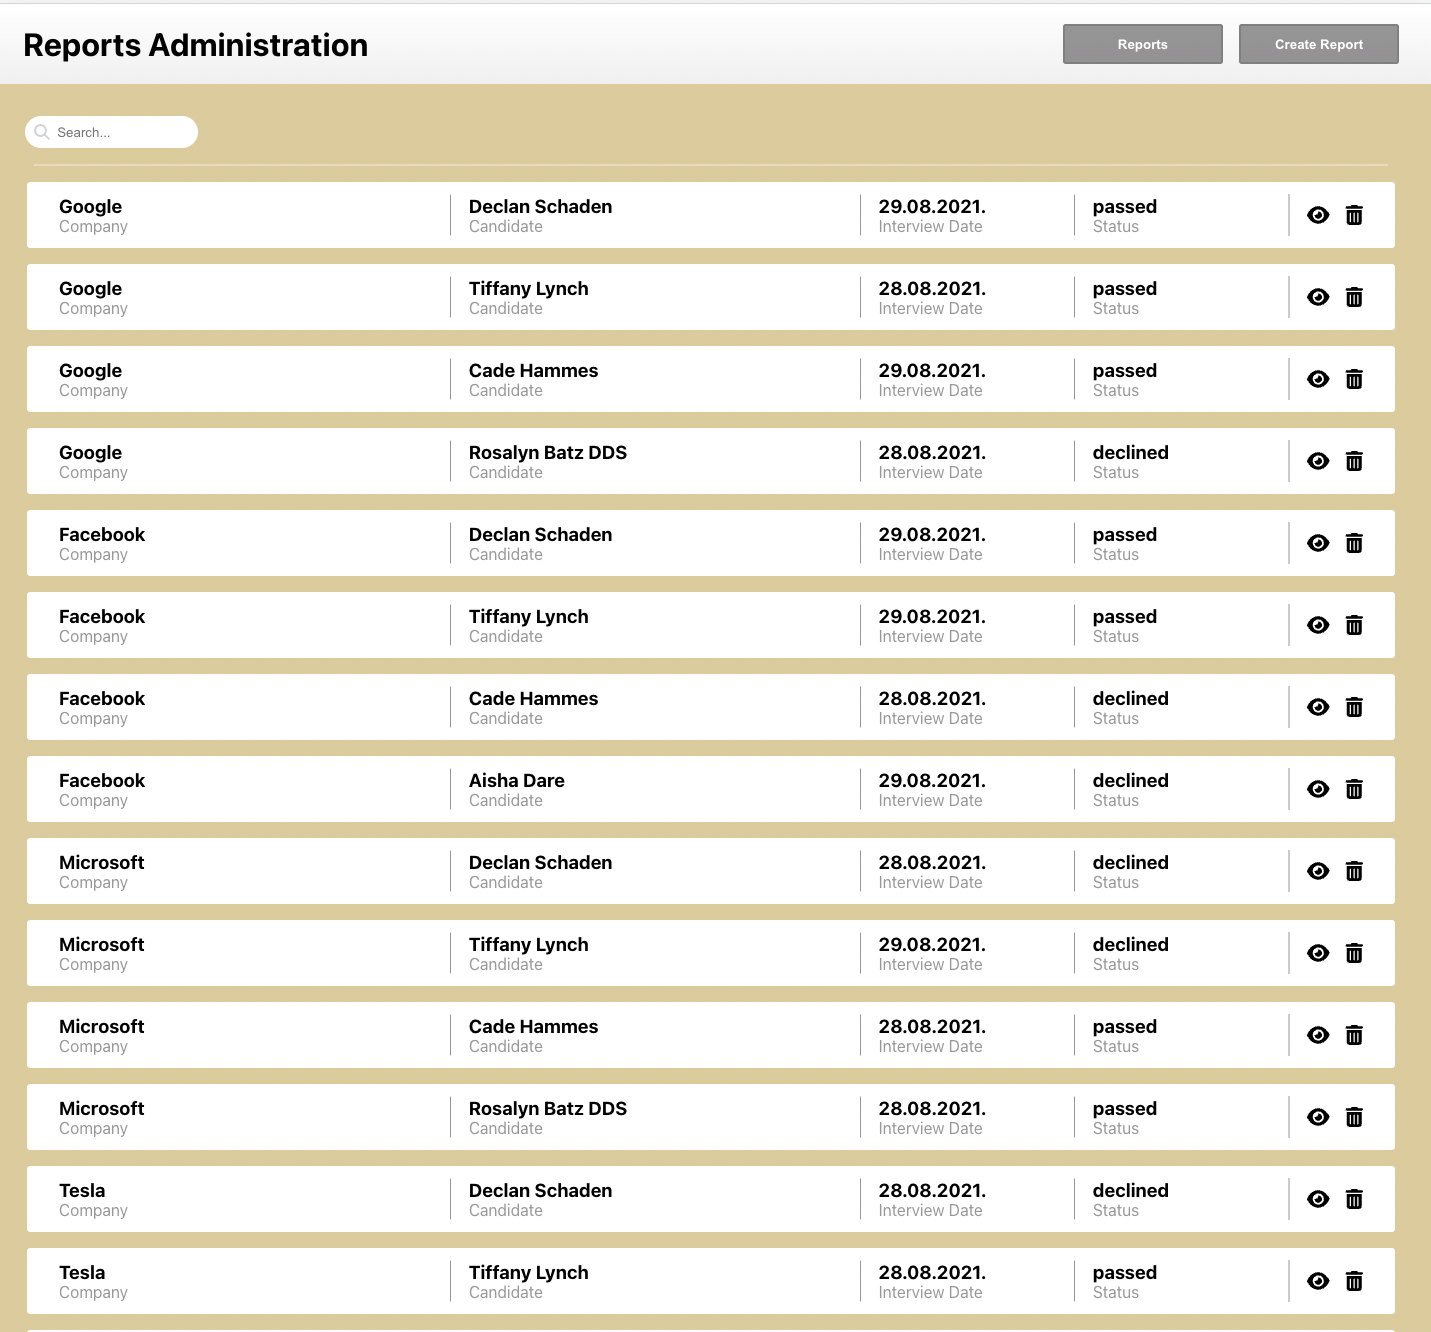 Reports Administration
Reports
Create Report
Search...
Google Declan Schaden 29.08.2021. passed
Company Candidate Interview Date Status
Google Tiffany Lynch 28.08.2021. passed
Company Candidate Interview Date Status
Google Cade Hammes 29.08.2021. passed
Company Candidate Interview Date Status
Google Rosalyn Batz DDS 28.08.2021. declined
Company Candidate Interview Date Status
Facebook Declan Schaden 29.08.2021. passed
Company Candidate Interview Date Status
Facebook Tiffany Lynch 29.08.2021. passed
Company Candidate Interview Date Status
Facebook Cade Hammes 28.08.2021. declined
Company Candidate Interview Date Status
Facebook Aisha Dare 29.08.2021. declined
Company Candidate Interview Date Status
Microsoft Declan Schaden 28.08.2021. declined
Company Candidate Interview Date Status
Microsoft Tiffany Lynch 29.08.2021. declined
Company Candidate Interview Date Status
Microsoft Cade Hammes 28.08.2021. passed
Company Candidate Interview Date Status
Microsoft Rosalyn Batz DDS 28.08.2021. passed
Company Candidate Interview Date Status
Tesla Declan Schaden 28.08.2021. declined
Company Candidate Interview Date Status
Tesla Tiffany Lynch 28.08.2021. passed
Company Candidate Interview Date Status